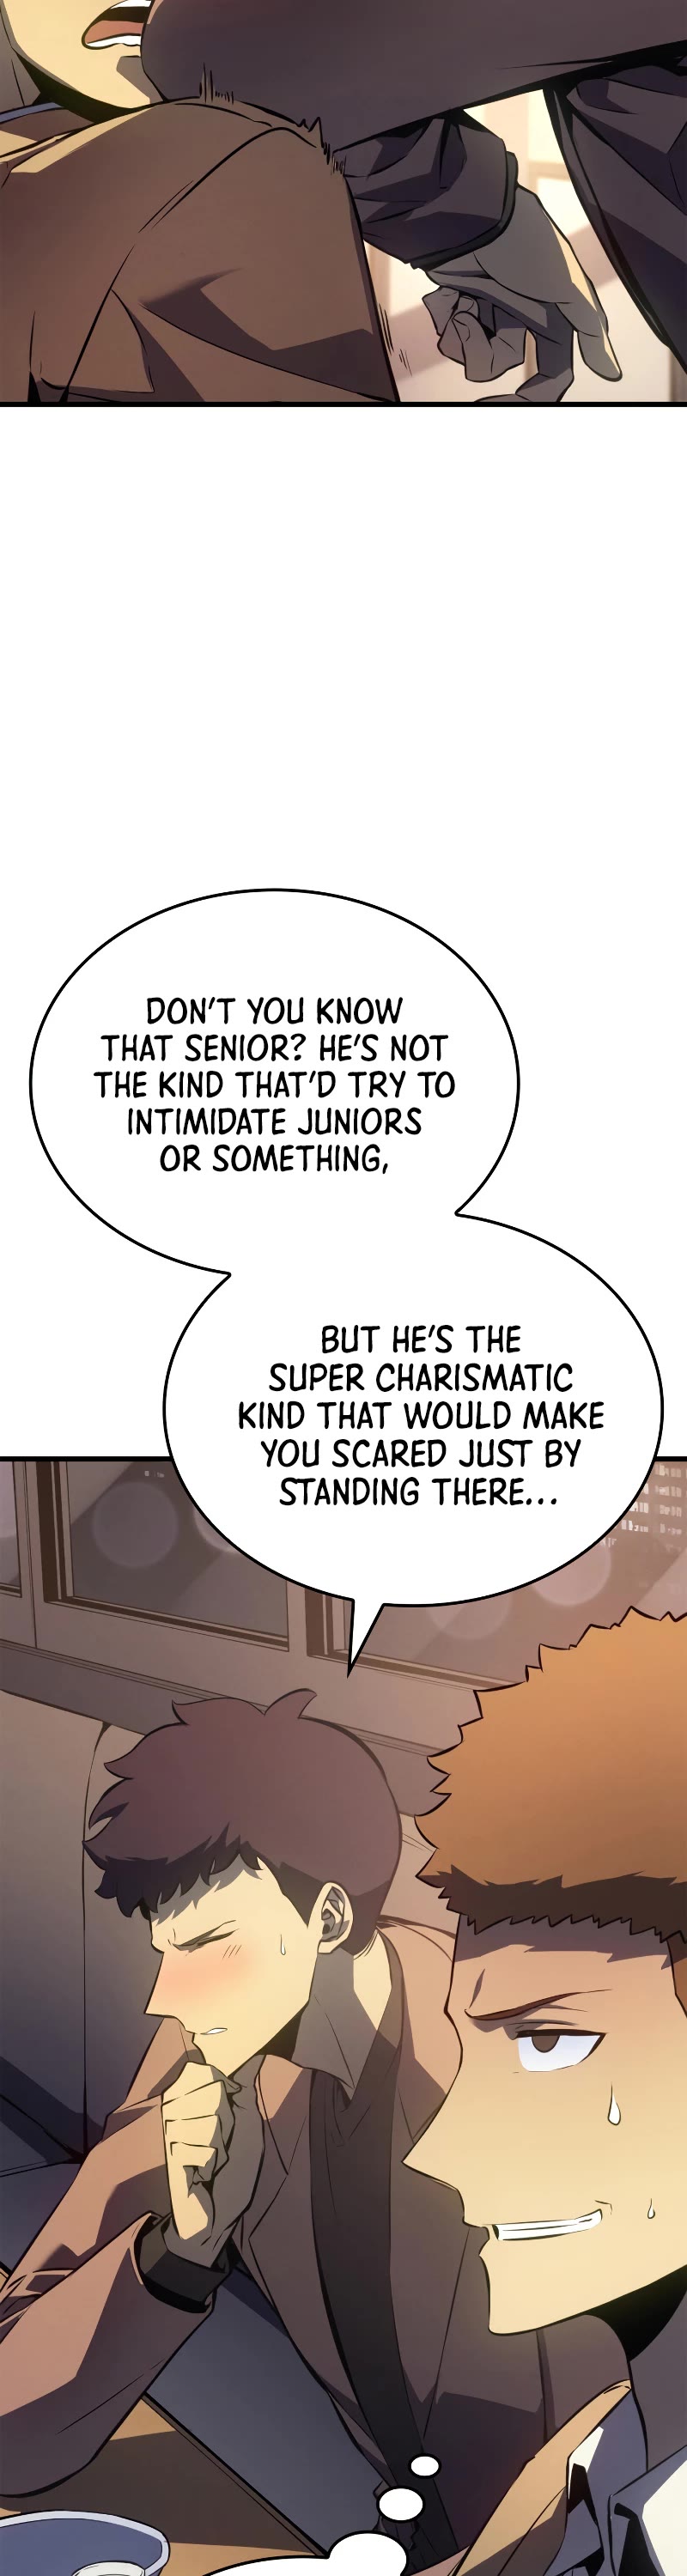 DON'T YOU KNOW
THAT SENIOR? HE'S NOT
THE KIND THAT'D TRY TO
INTIMIDATE JUNIORS
OR SOMETHING,
BUT HE'S THE
SUPER CHARISMATIC
KIND THAT WOULD MAKE
YOU SCARED JUST BY
STANDING THERE...